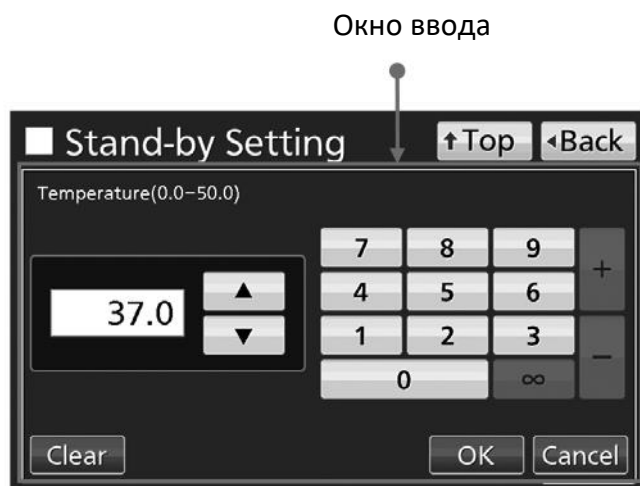 Окно ввода
Stand-by Setting ↑Top ◂Back
Temperature(0.0−50.0)
7 8 9 +
37.0 ▲ 4 5 6
▼ 1 2 3 −
0 ∞
Clear OK Cancel